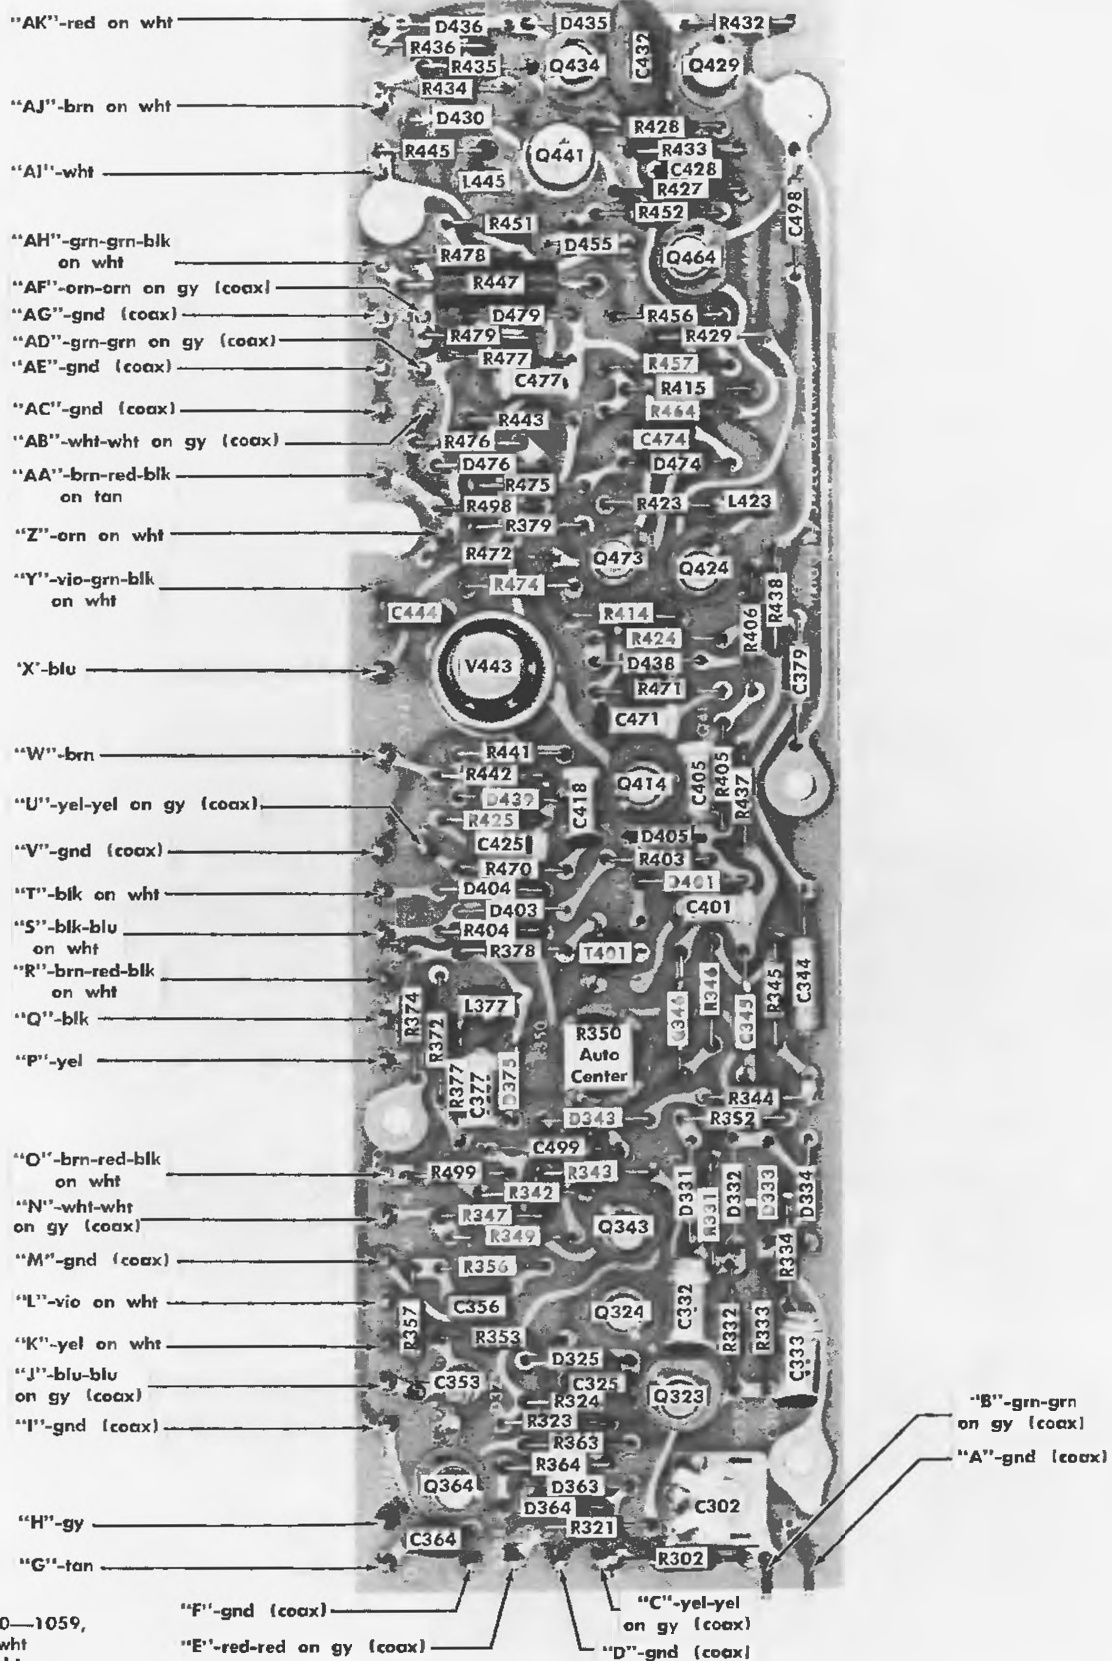 "AK"-red on wht
D436
D435
R432
R436
R435
Q434
C432
Q429
R434
"AJ"-brn on wht
D430
R428
R445
Q441
R433
C428
"AI"-wht
L445
R427
R452
C498
R451
"AH"-grn-grn-blk
on wht
R478
D455
Q464
R447
"AF"-orn-orn on gy (coax)
"AG"-gnd (coax)
D479
R456
"AD"-grn-grn on gy (coax)
R479
R429
"AE"-gnd (coax)
R477
R457
C477
R415
"AC"-gnd (coax)
R443
R464
"AB"-wht-wht on gy (coax)
R476
C474
"AA"-brn-red-blk
on tan
D476
D474
R475
R498
R423
L423
"Z"-orn on wht
R379
R472
Q473
Q424
"Y"-vio-grn-blk
on wht
R474
R438
C444
R414
R406
R424
'X'-blu
V443
D438
C379
R471
C471
"W"-brn
R441
R442
Q414
C405
R405
R437
"U"-yel-yel on gy (coax)
D439
C418
R425
"V"-gnd (coax)
C425
D405
R403
R470
D401
"T"-blk on wht
D404
D403
C401
"S"-blk-blu
on wht
R404
R378
T401
"R"-brn-red-blk
on wht
R374
L377
C346
R346
C345
R345
C344
"Q"-blk
R372
R350
Auto
Center
"P"-yel
R377
C377
D375
R344
D343
R352
C499
"O"-brn-red-blk
on wht
R499
R343
D331
R331
D332
D333
D334
R342
"N"-wht-wht
on gy (coax)
R347
Q343
R349
R334
"M"-gnd (coax)
R356
"L"-vio on wht
C356
Q324
C332
R357
R353
R332
R333
"K"-yel on wht
D325
C333
"J"-blu-blu
on gy (coax)
C353
C325
Q323
R324
"B"-grn-grn
on gy (coax)
"I"-gnd (coax)
R323
R363
"A"-gnd (coax)
R364
Q364
D363
C302
D364
"H"-gy
R321
C364
R302
"G"-tan
"F"-gnd (coax)
"C"-yel-yel
on gy (coax)
0—1059,
wht
"E"-red-red on gy (coax)
"D"-gnd (coax)